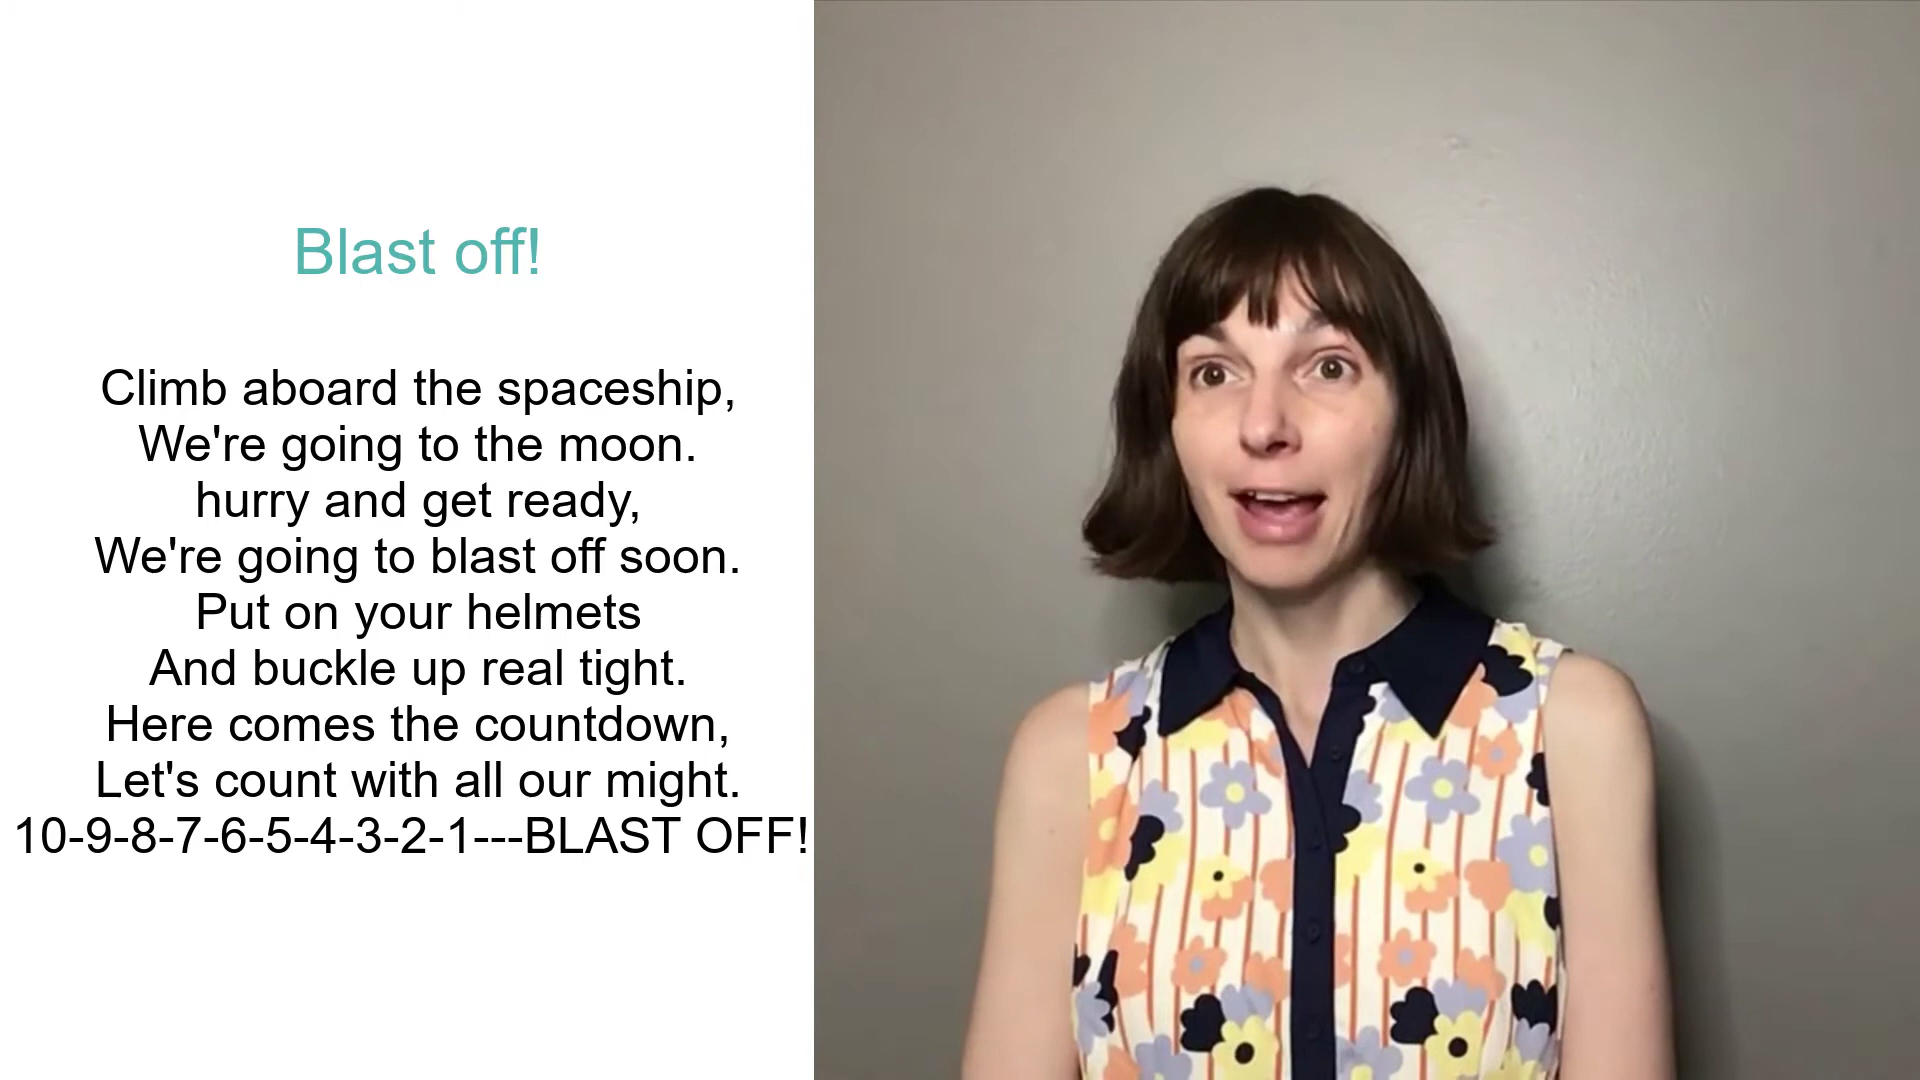 Blast off!
Climb aboard the spaceship,
We're going to the moon.
hurry and get ready,
We're going to blast off soon.
Put on your helmets
And buckle up real tight.
Here comes the countdown,
Let's count with all our might.
10-9-8-7-6-5-4-3-2-1---BLAST OFF!